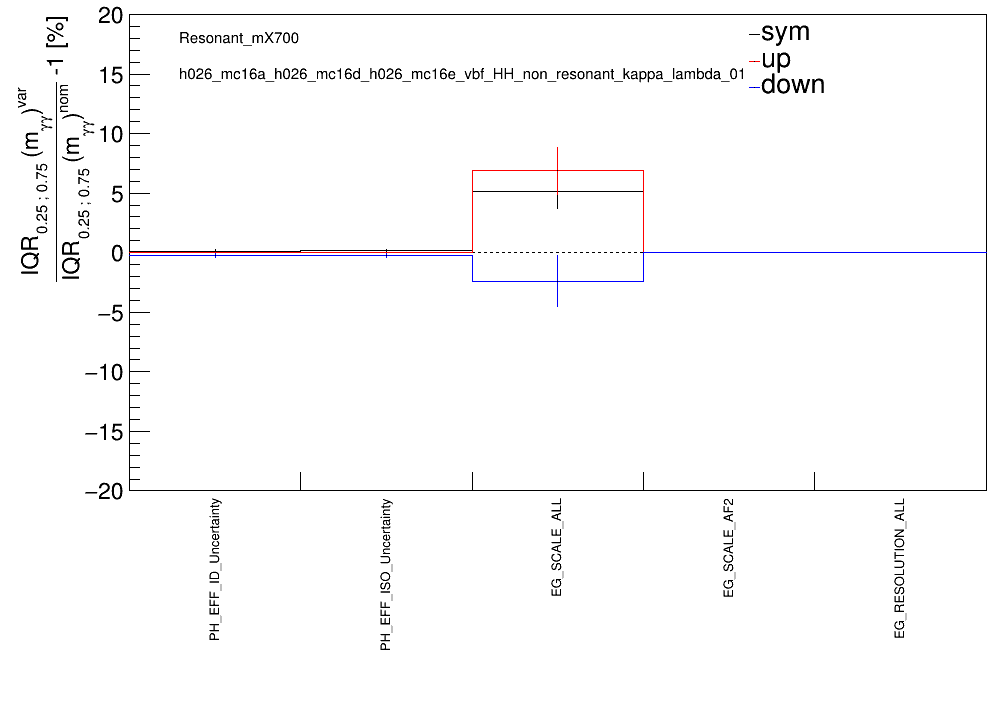 IQR0.25 ; 0.75 (mγγ)var
IQR0.25 ; 0.75 (mγγ)nom -1 [%]
20
15
10
5
0
−5
−10
−15
−20
Resonant_mX700
h026_mc16a_h026_mc16d_h026_mc16e_vbf_HH_non_resonant_kappa_lambda_01
sym
up
down
PH_EFF_ID_Uncertainty
PH_EFF_ISO_Uncertainty
EG_SCALE_ALL
EG_SCALE_AF2
EG_RESOLUTION_ALL